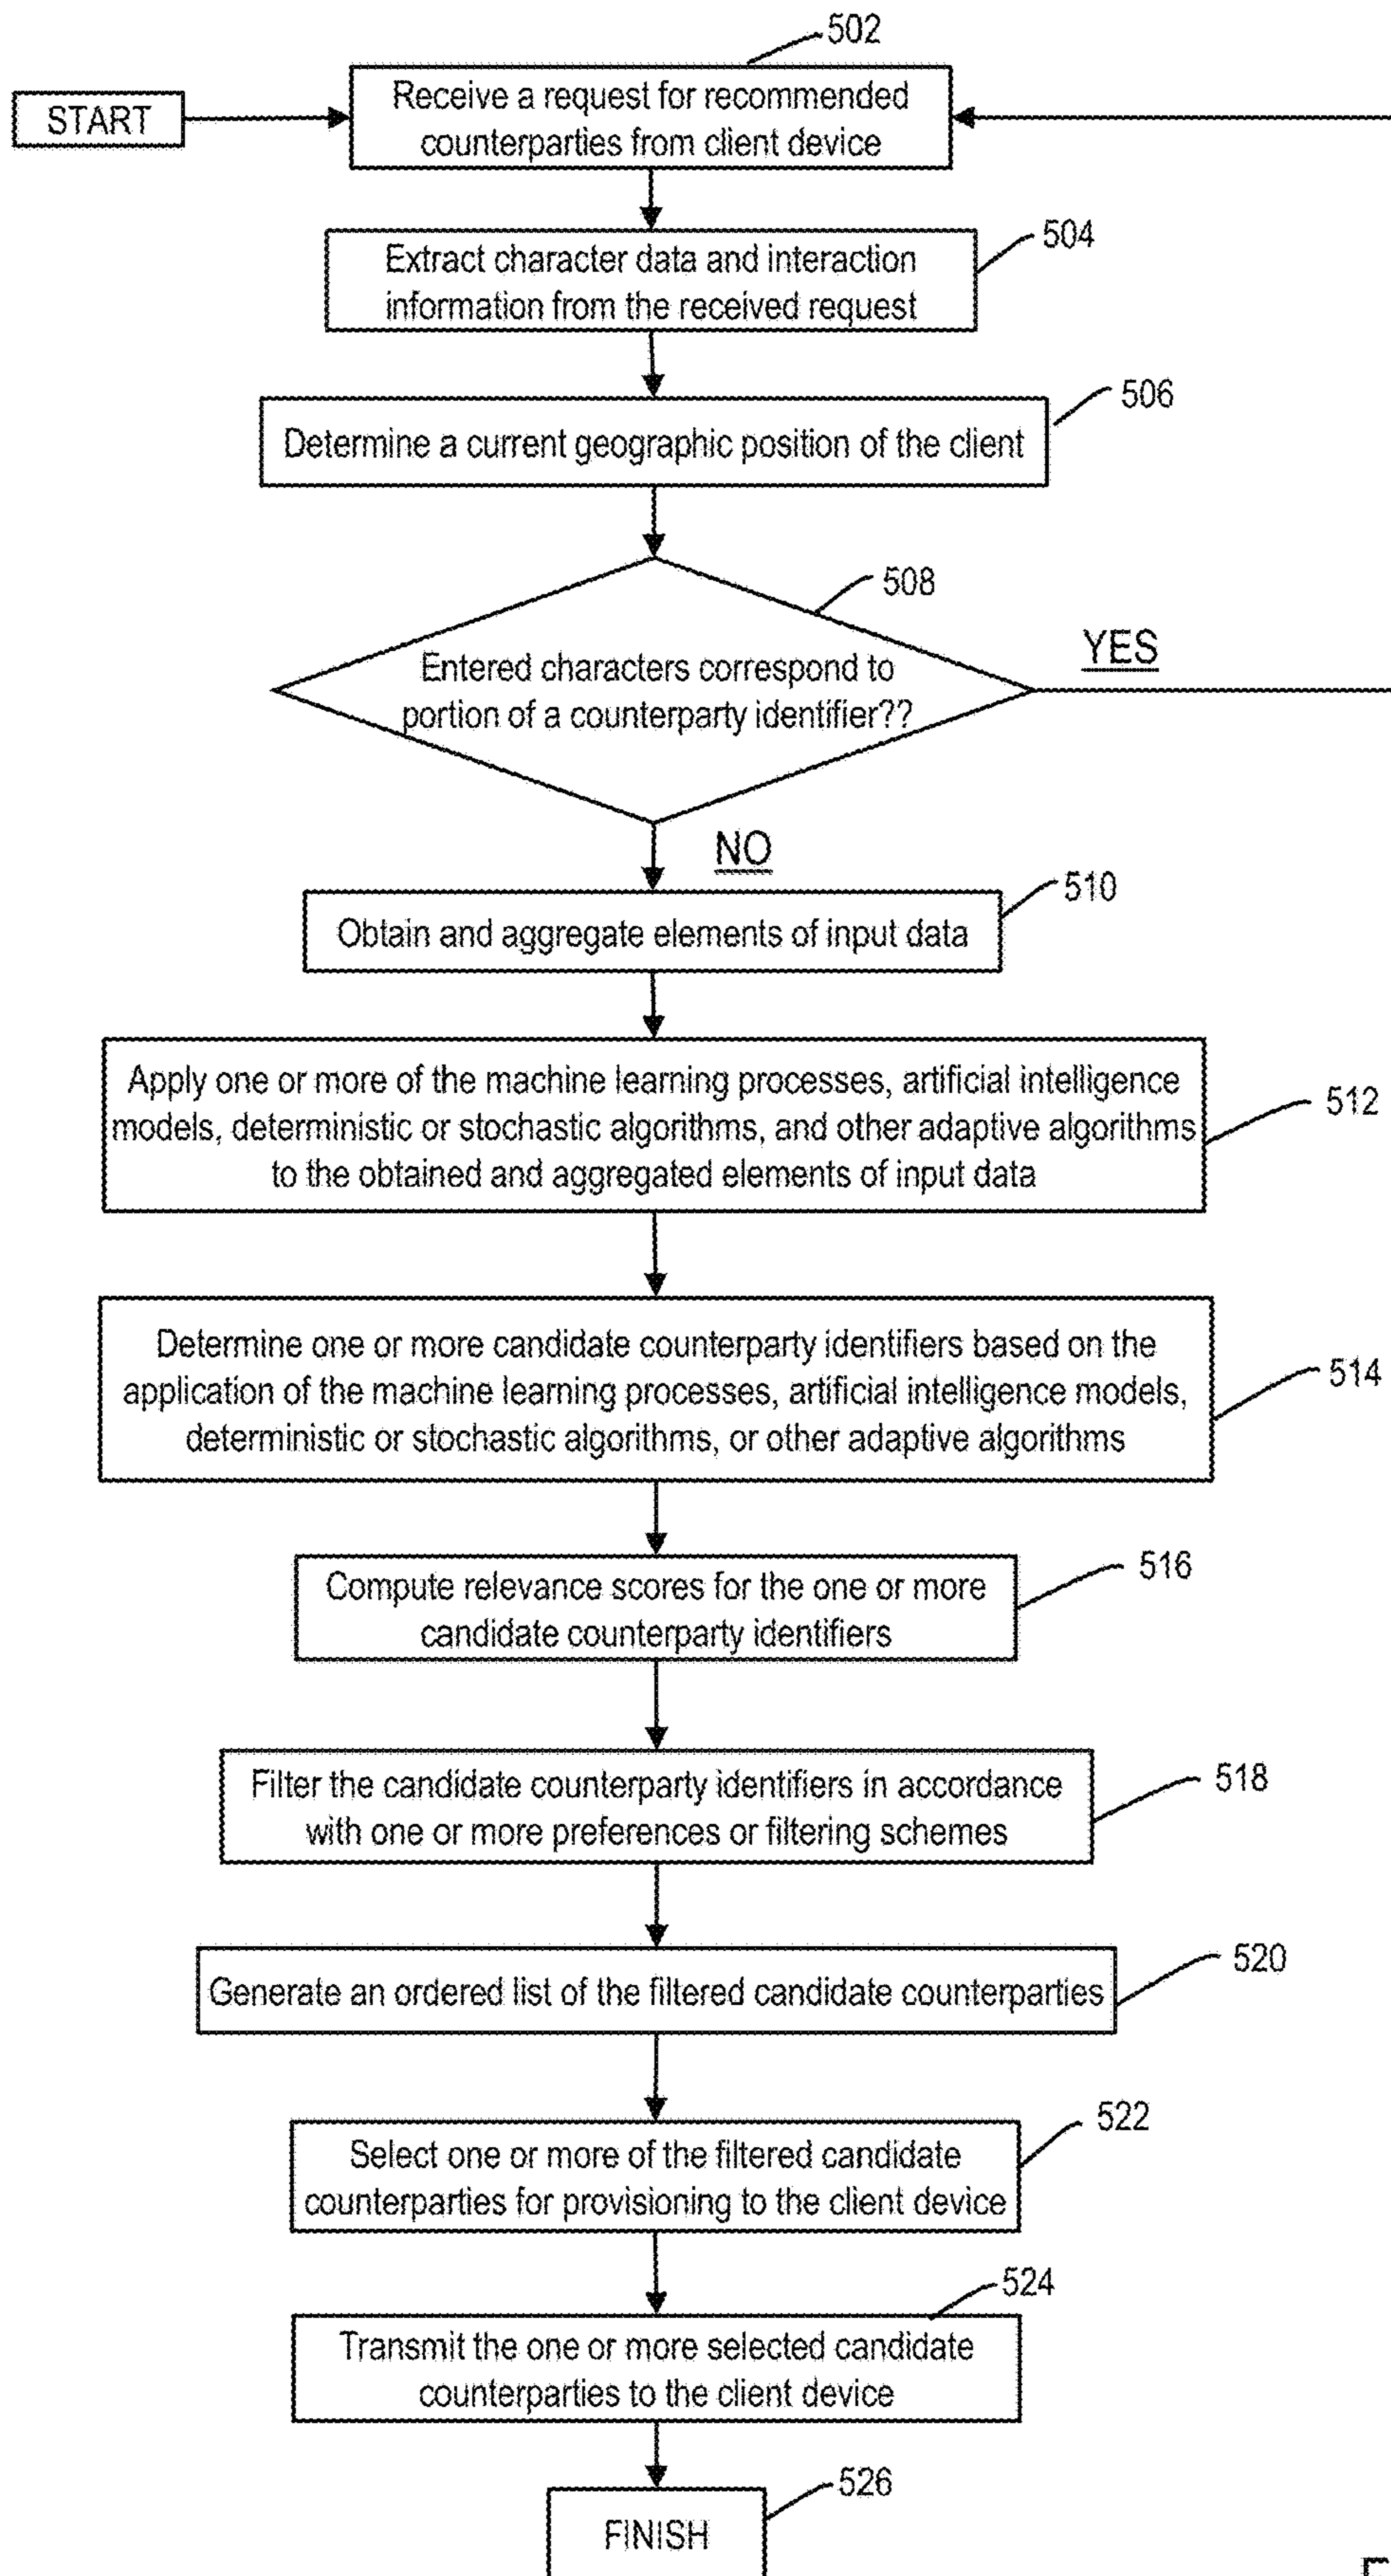 502
START
Receive a request for recommended
counterparties from client device
504
Extract character data and interaction
information from the received request
506
Determine a current geographic position of the client
508
YES
Entered characters correspond to
portion of a counterparty identifier??
NO
510
Obtain and aggregate elements of input data
Apply one or more of the machine learning processes, artificial intelligence
models, deterministic or stochastic algorithms, and other adaptive algorithms
to the obtained and aggregated elements of input data
512
Determine one or more candidate counterparty identifiers based on the
application of the machine learning processes, artificial intelligence models,
deterministic or stochastic algorithms, or other adaptive algorithms
514
516
Compute relevance scores for the one or more
candidate counterparty identifiers
518
Filter the candidate counterparty identifiers in accordance
with one or more preferences or filtering schemes
520
Generate an ordered list of the filtered candidate counterparties
522
Select one or more of the filtered candidate
counterparties for provisioning to the client device
524
Transmit the one or more selected candidate
counterparties to the client device
526
FINISH